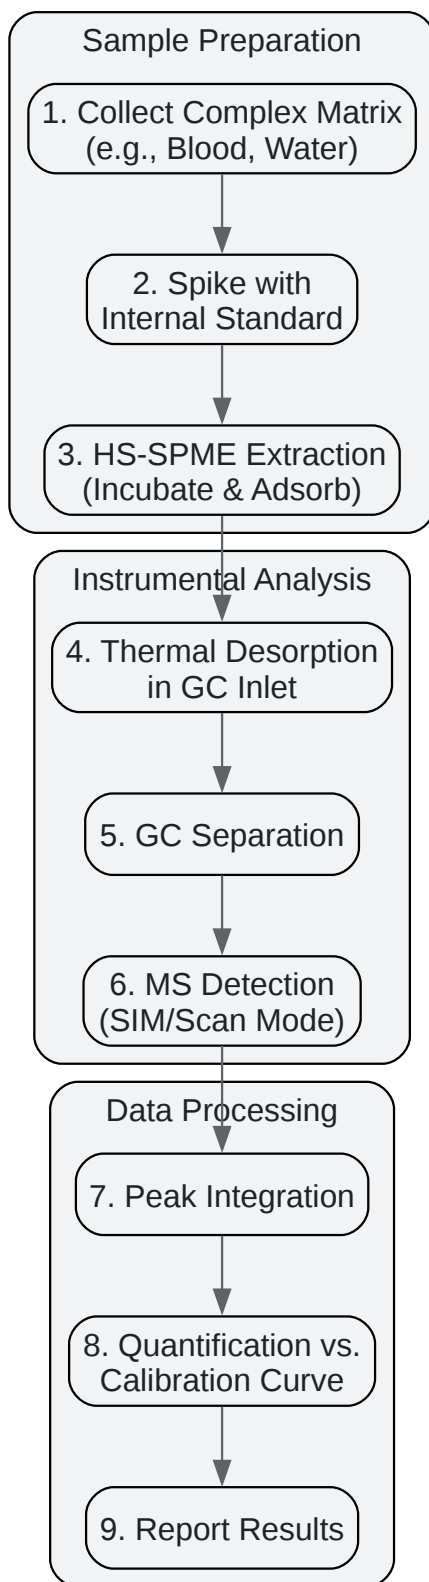 Sample Preparation
1. Collect Complex Matrix
(e.g., Blood, Water)
2. Spike with
Internal Standard
3. HS-SPME Extraction
(Incubate & Adsorb)
Instrumental Analysis
4. Thermal Desorption
in GC Inlet
5. GC Separation
6. MS Detection
(SIM/Scan Mode)
Data Processing
7. Peak Integration
8. Quantification vs.
Calibration Curve
9. Report Results